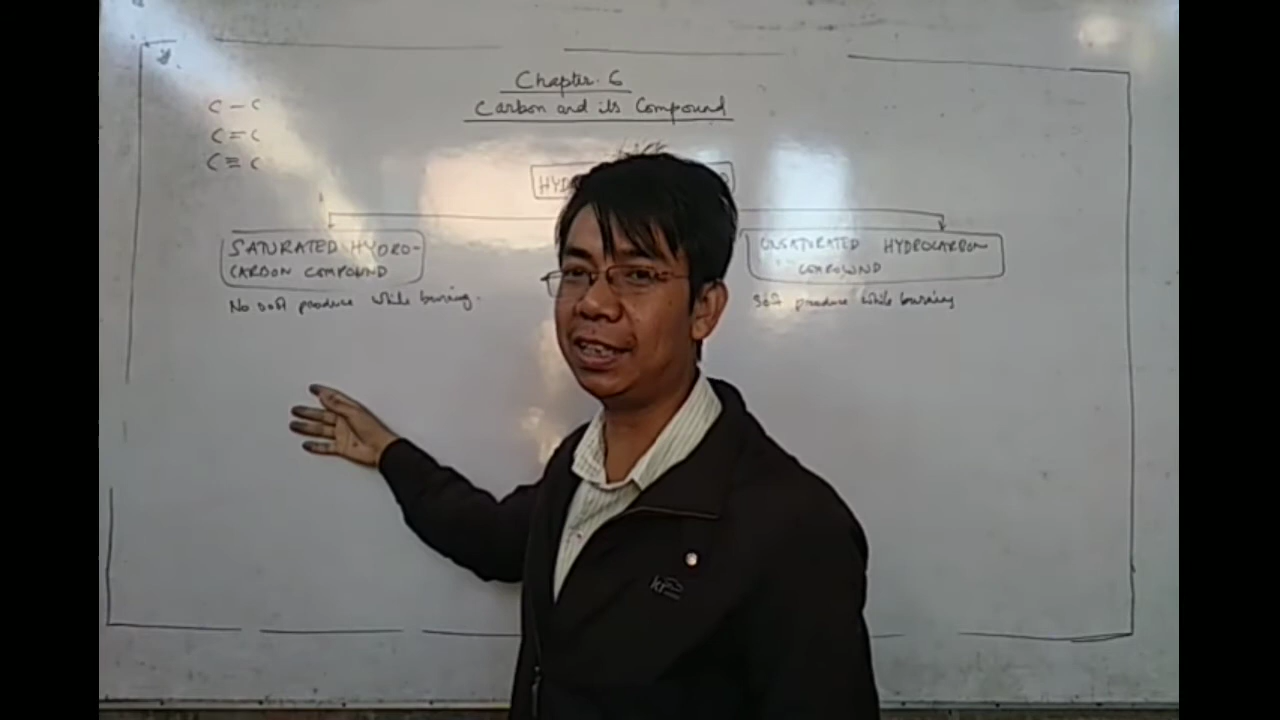 Chapter. 6
Carbon and its Compound
C – C
C = C
C ≡ C
SATURATED HYDRO-
CARBON COMPOUND
No soot produce while burning.
UNSATURATED HYDROCARBON
COMPOUND
Soot produce while burning